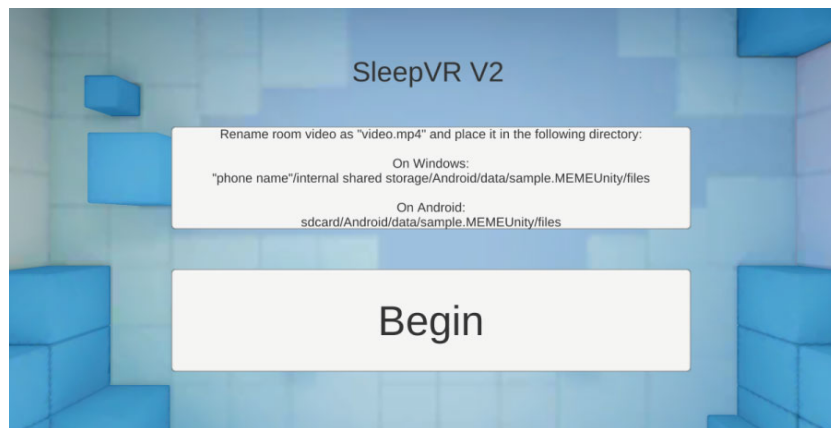 SleepVR V2
Rename room video as "video.mp4" and place it in the following directory:
On Windows:
"phone name"/internal shared storage/Android/data/sample.MEMEUnity/files
On Android:
sdcard/Android/data/sample.MEMEUnity/files
Begin